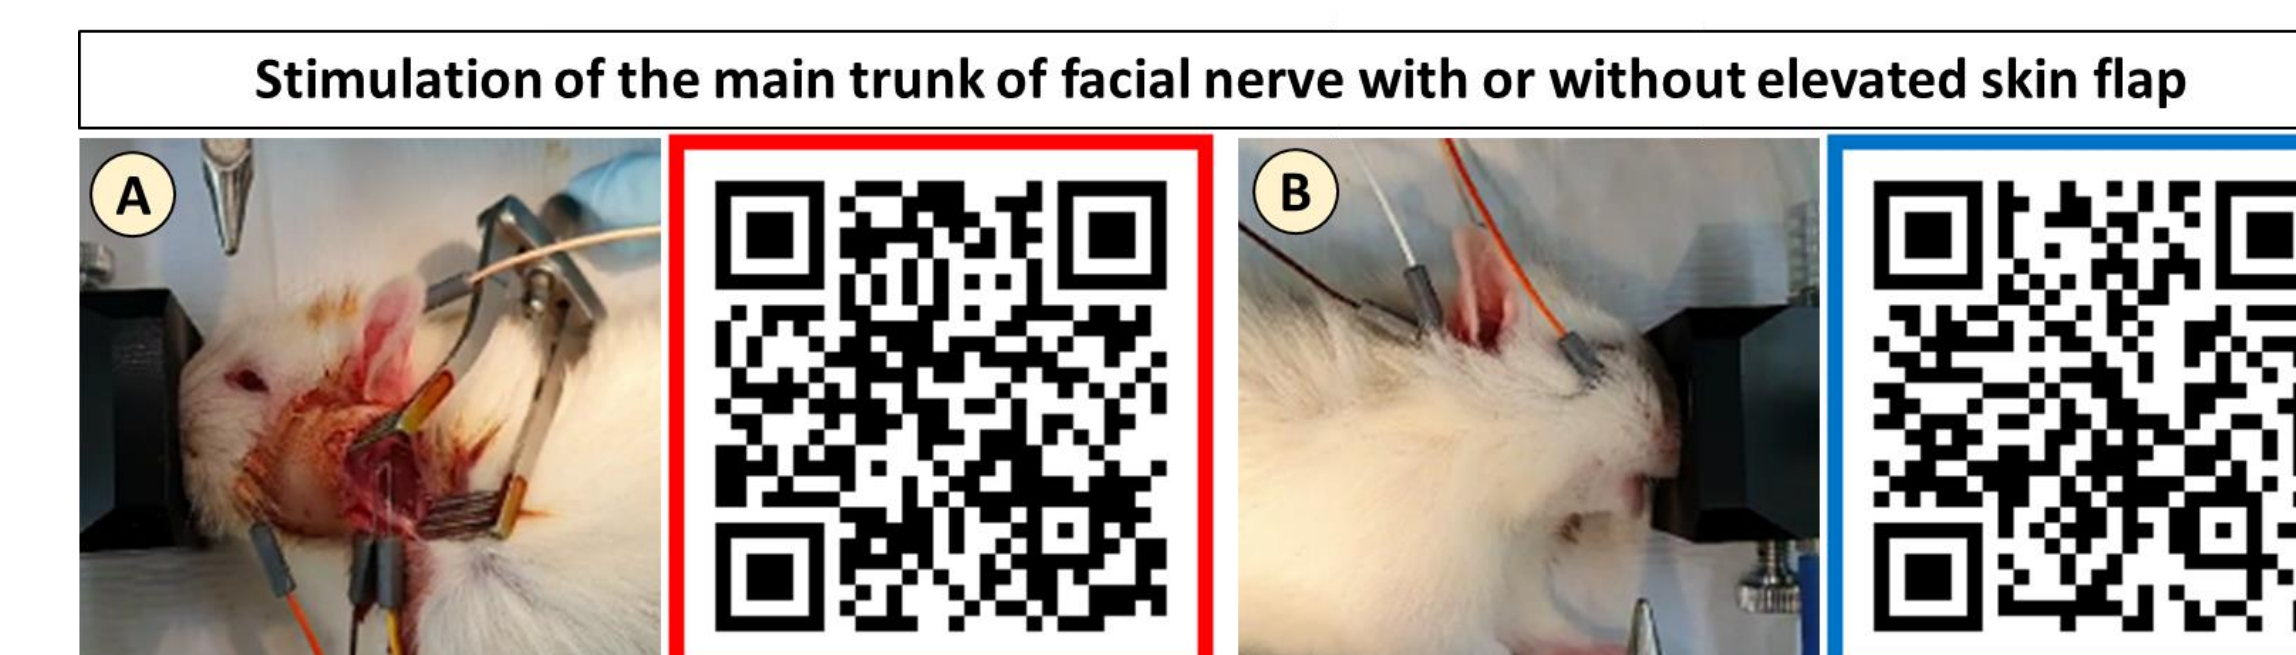 Stimulation of the main trunk of facial nerve with or without elevated skin flap
A
B